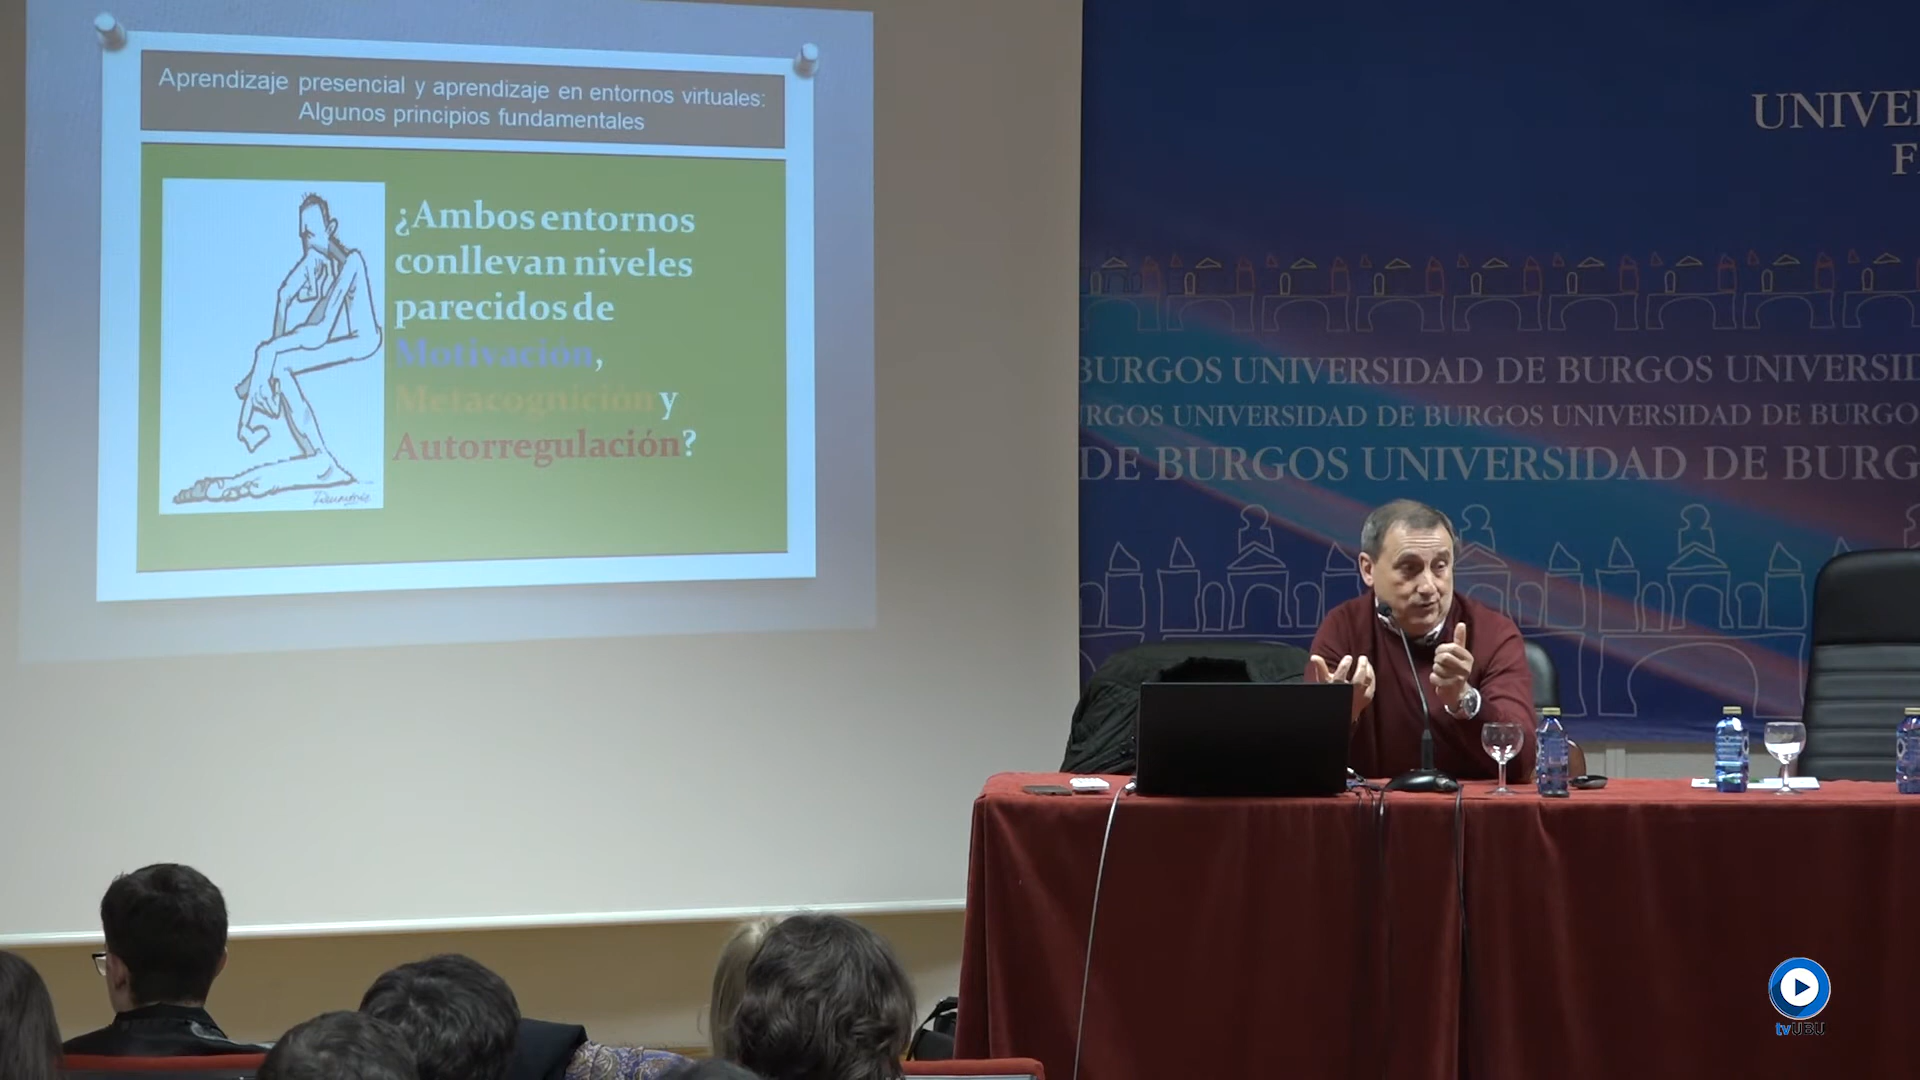 Aprendizaje presencial y aprendizaje en entornos virtuales:
Algunos principios fundamentales
¿Ambos entornos
conllevan niveles
parecidos de
Motivación,
Metacognición y
Autorregulación?
UNIVE
F
BURGOS UNIVERSIDAD DE BURGOS UNIVERSI
RGOS UNIVERSIDAD DE BURGOS UNIVERSIDAD DE BURGO
DE BURGOS UNIVERSIDAD DE BURG
tvUBU